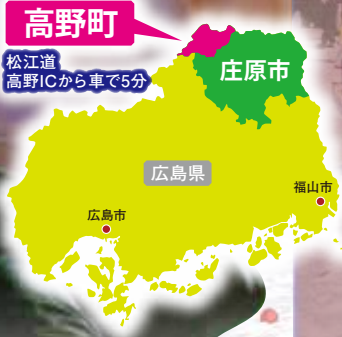 高野町
松江道
高野ICから車で5分
庄原市
広島県
福山市
広島市